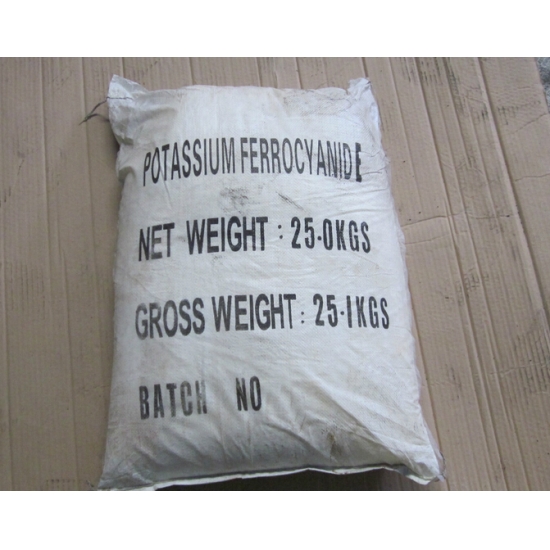 POTASSIUM FERROCYANIDE
NET WEIGHT : 25.0KGS
GROSS WEIGHT : 25.1KGS
BATCH NO